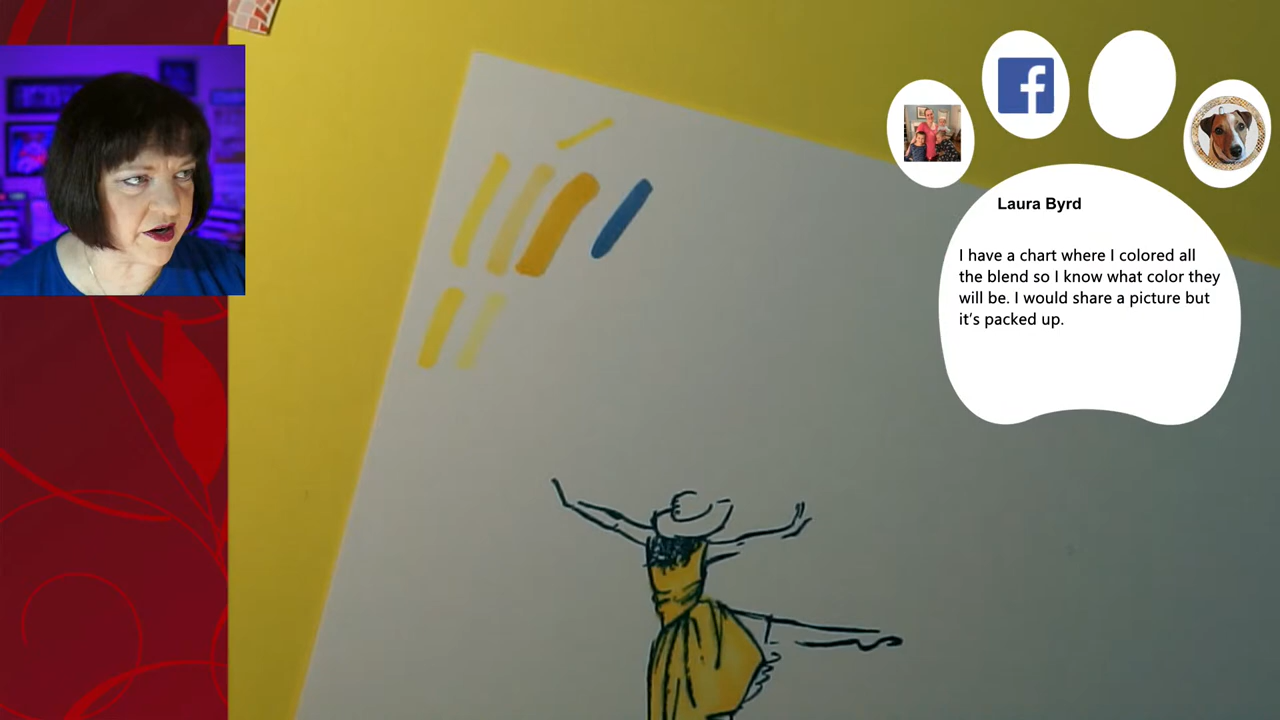 Laura Byrd
I have a chart where I colored all
the blend so I know what color they
will be. I would share a picture but
it’s packed up.